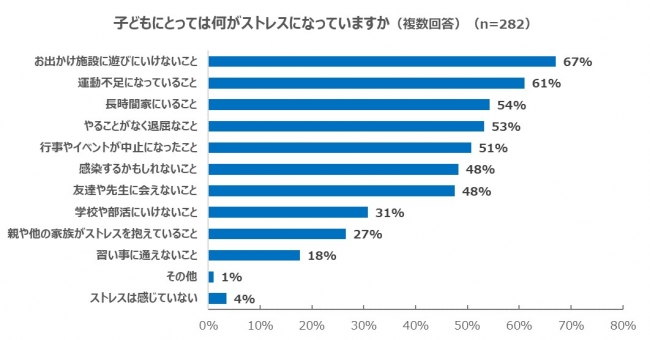 子どもにとっては何がストレスになっていますか（複数回答）（n=282）
お出かけ施設に遊びにいけないこと 67%
運動不足になっていること 61%
長時間家にいること 54%
やることがなく退屈なこと 53%
行事やイベントが中止になったこと 51%
感染するかもしれないこと 48%
友達や先生に会えないこと 48%
学校や部活にいけないこと 31%
親や他の家族がストレスを抱えていること 27%
習い事に通えないこと 18%
その他 1%
ストレスは感じていない 4%
0% 10% 20% 30% 40% 50% 60% 70% 80%